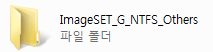 ImageSET_G_NTFS_Others
파일 폴더